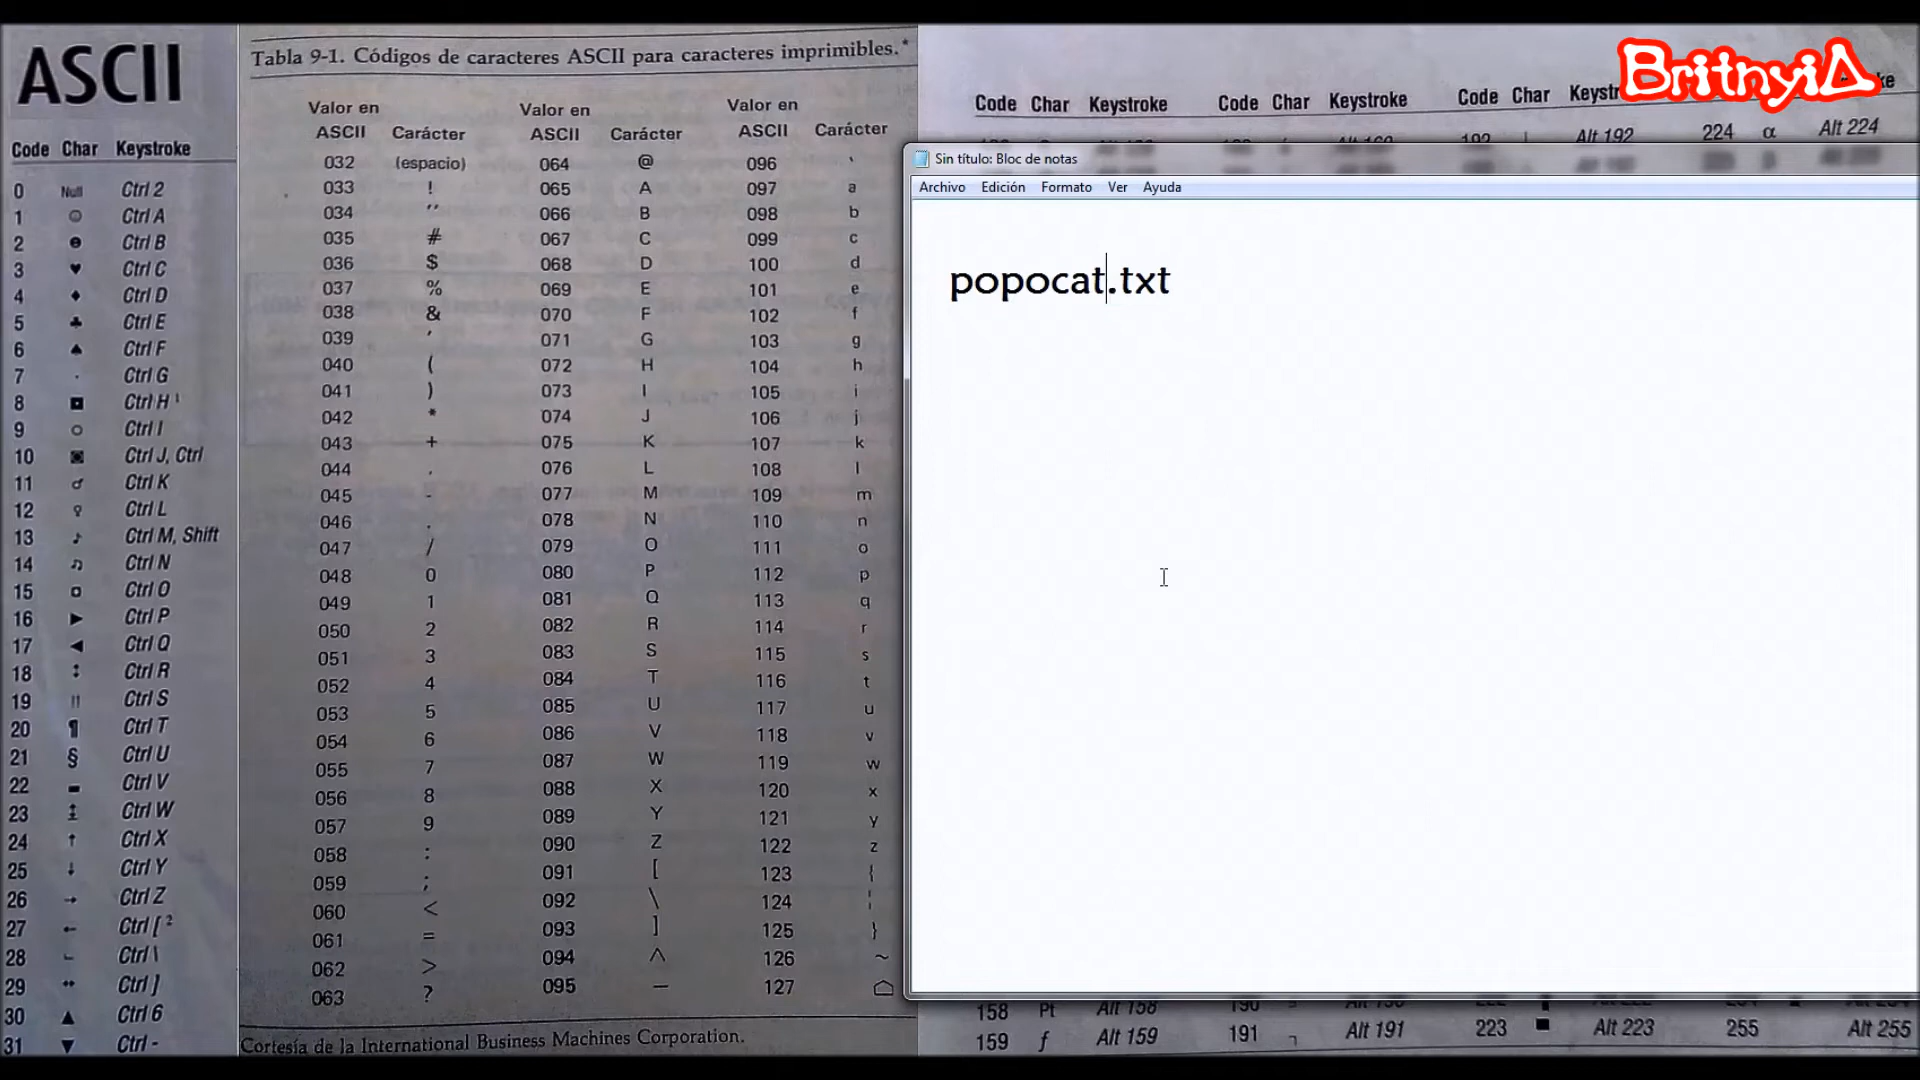 ASCII
Code Char Keystroke
0 Null Ctrl 2
1 ☺ Ctrl A
2 ☻ Ctrl B
3 ♥ Ctrl C
4 ♦ Ctrl D
5 ♣ Ctrl E
6 ♠ Ctrl F
7 · Ctrl G
8 ◘ Ctrl H ¹
9 ○ Ctrl I
10 ◙ Ctrl J, Ctrl
11 ♂ Ctrl K
12 ♀ Ctrl L
13 ♪ Ctrl M, Shift
14 ♫ Ctrl N
15 ¤ Ctrl O
16 ► Ctrl P
17 ◄ Ctrl Q
18 ↕ Ctrl R
19 !! Ctrl S
20 ¶ Ctrl T
21 § Ctrl U
22 ▬ Ctrl V
23 ↨ Ctrl W
24 ↑ Ctrl X
25 ↓ Ctrl Y
26 → Ctrl Z
27 ← Ctrl [ ²
28 ∟ Ctrl \
29 ↔ Ctrl ]
30 ▲ Ctrl 6
31 ▼ Ctrl -
Tabla 9-1. Códigos de caracteres ASCII para caracteres imprimibles.*
Valor en Valor en Valor en
ASCII Carácter ASCII Carácter ASCII Carácter
032 (espacio) 064 @ 096 `
033 ! 065 A 097 a
034 '' 066 B 098 b
035 # 067 C 099 c
036 $ 068 D 100 d
037 % 069 E 101 e
038 & 070 F 102 f
039 ' 071 G 103 g
040 ( 072 H 104 h
041 ) 073 I 105 i
042 * 074 J 106 j
043 + 075 K 107 k
044 . 076 L 108 l
045 - 077 M 109 m
046 . 078 N 110 n
047 / 079 O 111 o
048 0 080 P 112 p
049 1 081 Q 113 q
050 2 082 R 114 r
051 3 083 S 115 s
052 4 084 T 116 t
053 5 085 U 117 u
054 6 086 V 118 v
055 7 087 W 119 w
056 8 088 X 120 x
057 9 089 Y 121 y
058 : 090 Z 122 z
059 ; 091 [ 123 {
060 < 092 \ 124 ¦
061 = 093 ] 125 }
062 > 094 ^ 126 ~
063 ? 095 — 127 ⌂
Cortesía de la International Business Machines Corporation.
BritnyiΔ
Code Char Keystroke Code Char Keystroke Code Char
Alt 192 224 α Alt 224
Sin título: Bloc de notas
Archivo Edición Formato Ver Ayuda
popocat.txt
158 Pt Alt 158
159 ƒ Alt 159 191 ┐ Alt 191 223 ■ Alt 223 255 Alt 255